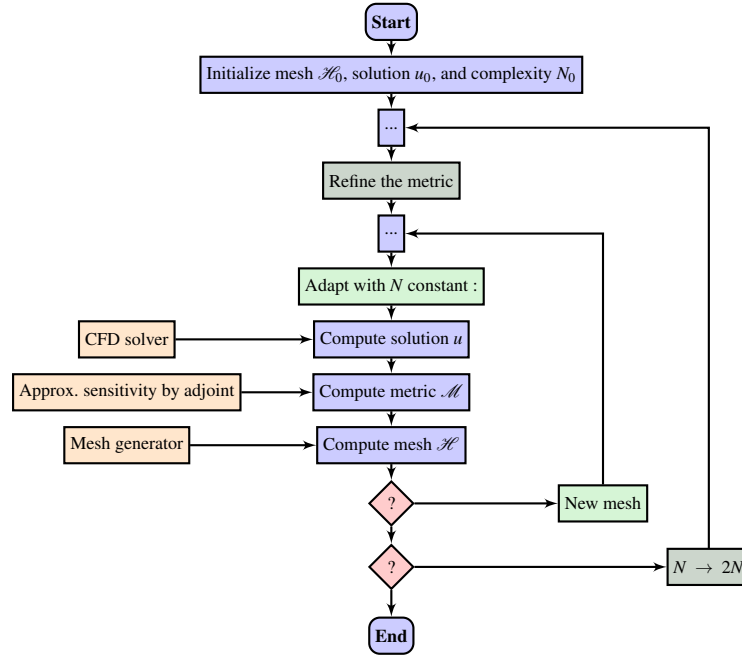 Start
Initialize mesh ℋ₀, solution u₀, and complexity N₀
...
Refine the metric
...
Adapt with N constant :
CFD solver
Compute solution u
Approx. sensitivity by adjoint
Compute metric ℳ
Mesh generator
Compute mesh ℋ
?
New mesh
?
N → 2N
End